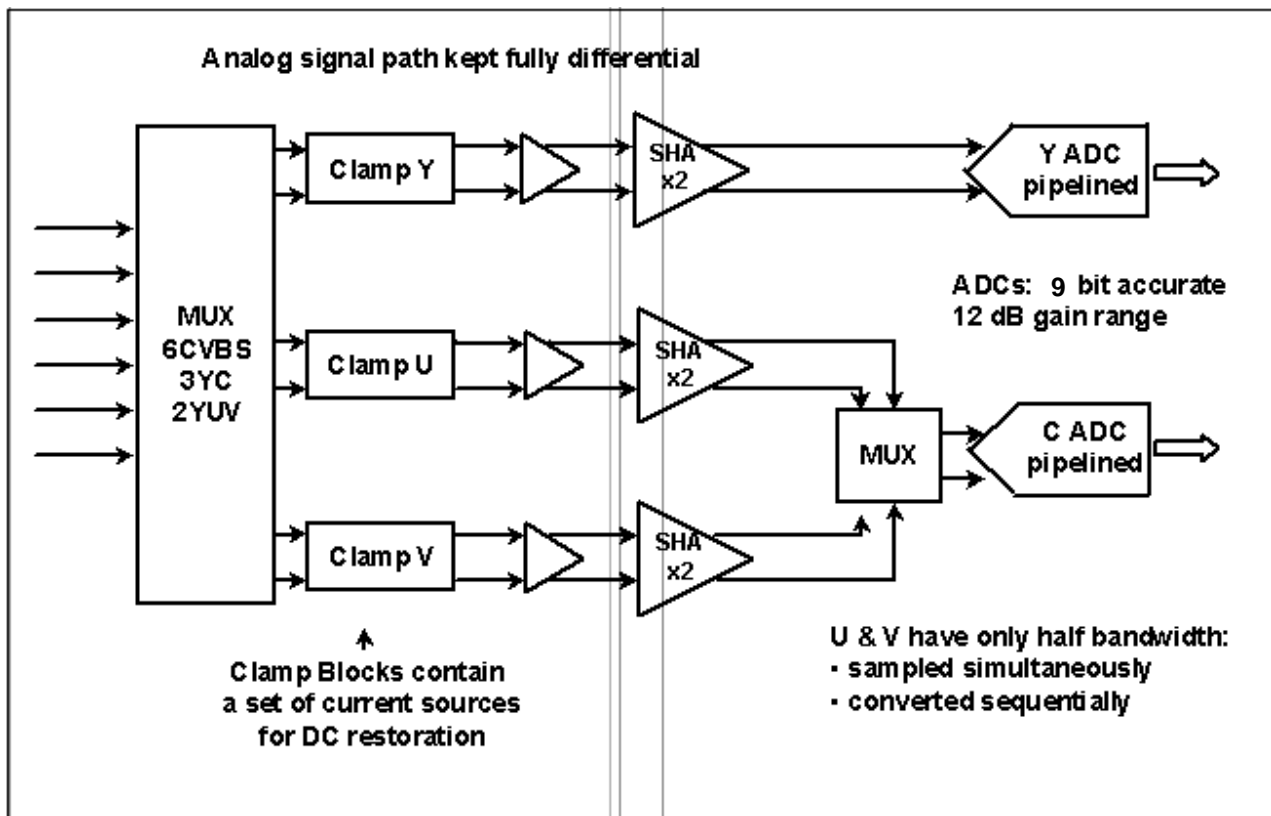 Analog signal path kept fully differential
MUX
6CVBS
3YC
2YUV
Clamp Y
SHA
x2
Y ADC
pipelined
ADCs: 9 bit accurate
12 dB gain range
Clamp U
SHA
x2
MUX
C ADC
pipelined
Clamp V
SHA
x2
Clamp Blocks contain
a set of current sources
for DC restoration
U & V have only half bandwidth:
- sampled simultaneously
- converted sequentially